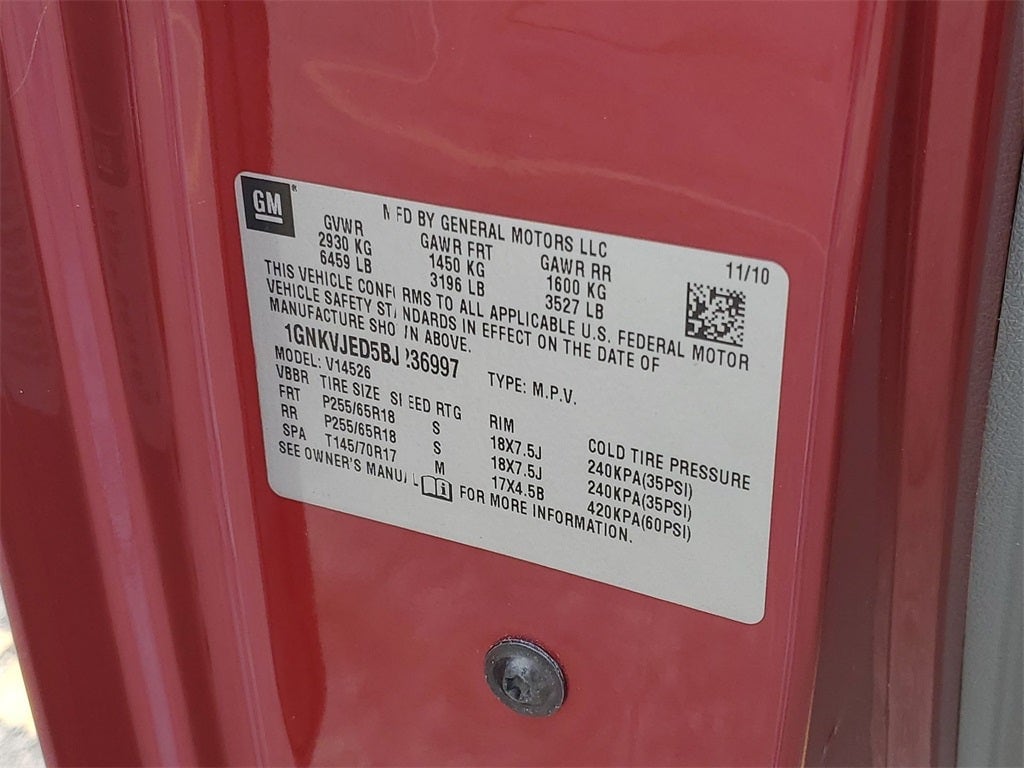 GM
MFD BY GENERAL MOTORS LLC
GVWR GAWR FRT GAWR RR 11/10
2930 KG 1450 KG 1600 KG
6459 LB 3196 LB 3527 LB
THIS VEHICLE CONFIRMS TO ALL APPLICABLE U.S. FEDERAL MOTOR
VEHICLE SAFETY STANDARDS IN EFFECT ON THE DATE OF
MANUFACTURE SHOWN ABOVE.
TYPE: M.P.V.
MODEL: V14526
VBBR TIRE SIZE SPEED RTG RIM COLD TIRE PRESSURE
FRT P255/65R18 S 18X7.5J 240KPA(35PSI)
RR P255/65R18 S 18X7.5J 240KPA(35PSI)
SPA T145/70R17 M 17X4.5B 420KPA(60PSI)
SEE OWNER'S MANUAL FOR MORE INFORMATION.